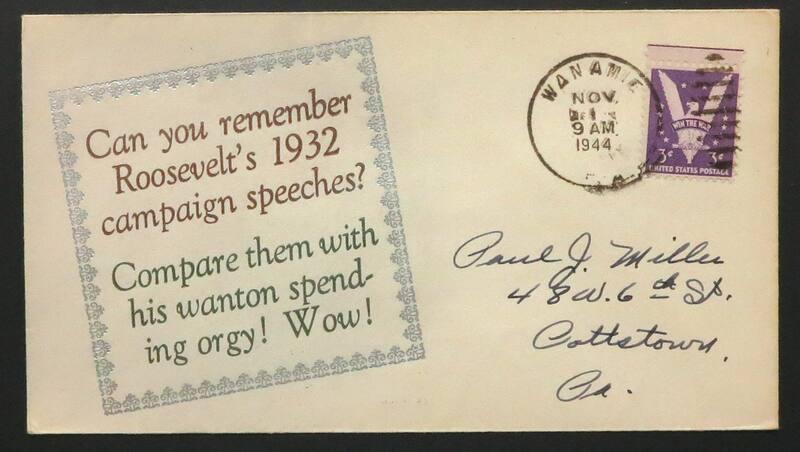 Can you remember
Roosevelt's 1932
campaign speeches?
Compare them with
his wanton spend-
ing orgy! Wow!
WANAMIE
NOV
9 AM
1944
PA.
WIN THE WAR
3¢ 3¢
UNITED STATES POSTAGE
Paul J. Miller
48 W. 6th St.
Pottstown,
Pa.